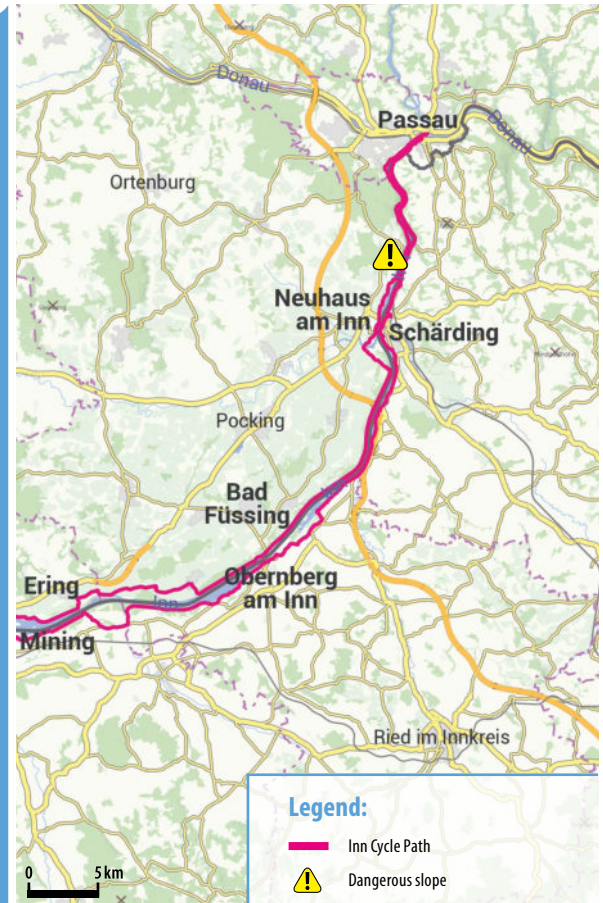 Donau
Passau
Donau
Ortenburg
Neuhaus
am Inn
Schärding
Pocking
Inn
Bad
Füssing
Ering
Obernberg
am Inn
Inn
Mining
Ried im Innkreis
Legend:
Inn Cycle Path
0 5 km
! Dangerous slope